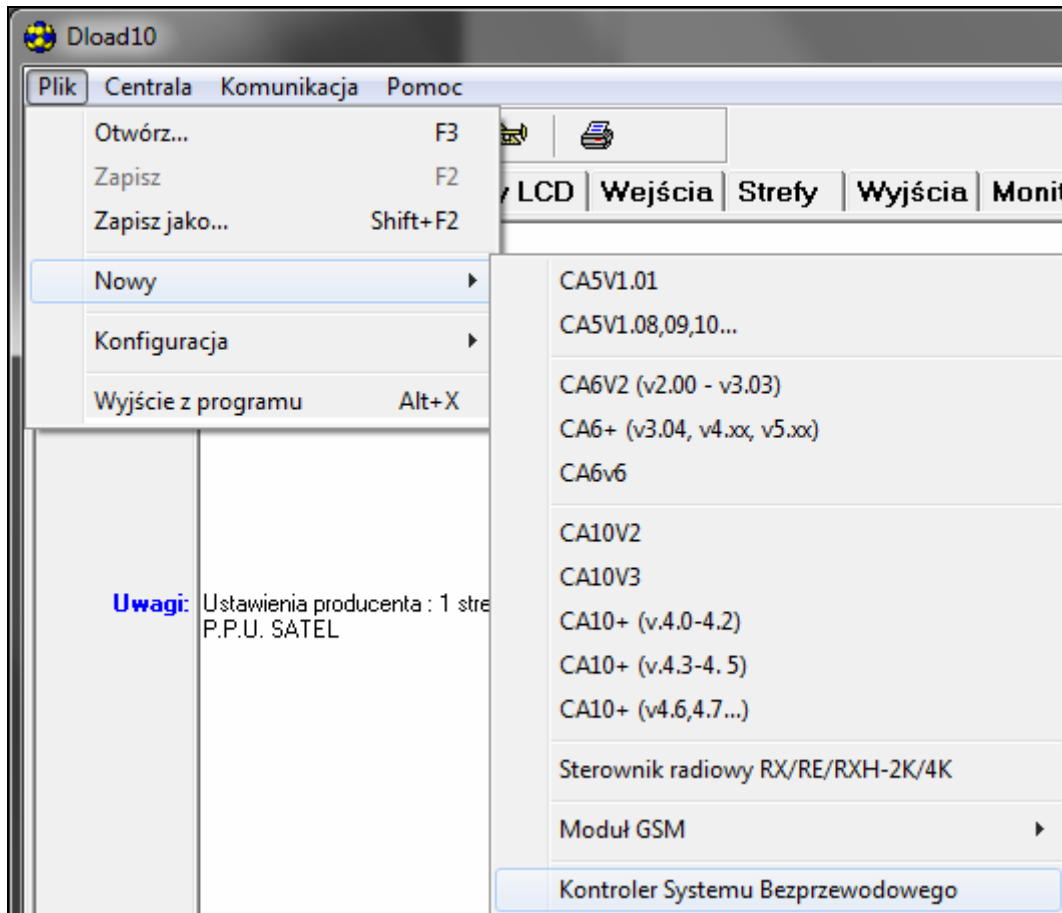 Dload10
Plik Centrala Komunikacja Pomoc
Otwórz... F3
Zapisz F2
Zapisz jako... Shift+F2
Nowy
Konfiguracja
Wyjście z programu Alt+X
LCD Wejścia Strefy Wyjścia Monit
CA5V1.01
CA5V1.08,09,10...
CA6V2 (v2.00 - v3.03)
CA6+ (v3.04, v4.xx, v5.xx)
CA6v6
CA10V2
CA10V3
CA10+ (v.4.0-4.2)
CA10+ (v.4.3-4. 5)
CA10+ (v4.6,4.7...)
Sterownik radiowy RX/RE/RXH-2K/4K
Moduł GSM
Kontroler Systemu Bezprzewodowego
Uwagi: Ustawienia producenta : 1 stre
P.P.U. SATEL